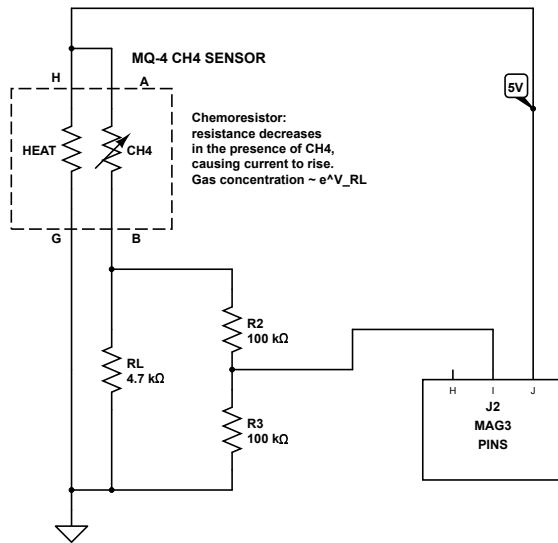 MQ-4 CH4 SENSOR
H
A
5V
Chemoresistor:
resistance decreases
in the presence of CH4,
causing current to rise.
Gas concentration ~ e^V_RL
HEAT
CH4
G
B
R2
100 kΩ
RL
4.7 kΩ
H I J
J2
MAG3
PINS
R3
100 kΩ